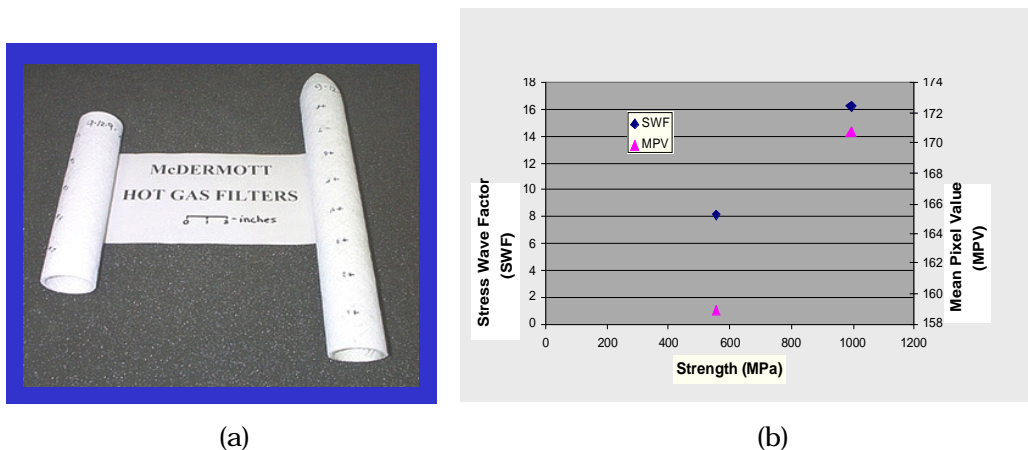 McDERMOTT
HOT GAS FILTERS
0 1 2 - inches
18
16
14
12
10
8
6
4
2
0
Stress Wave Factor
(SWF)
SWF
MPV
174
172
170
168
166
164
162
160
158
Mean Pixel Value
(MPV)
0 200 400 600 800 1000 1200
Strength (MPa)
(a) (b)